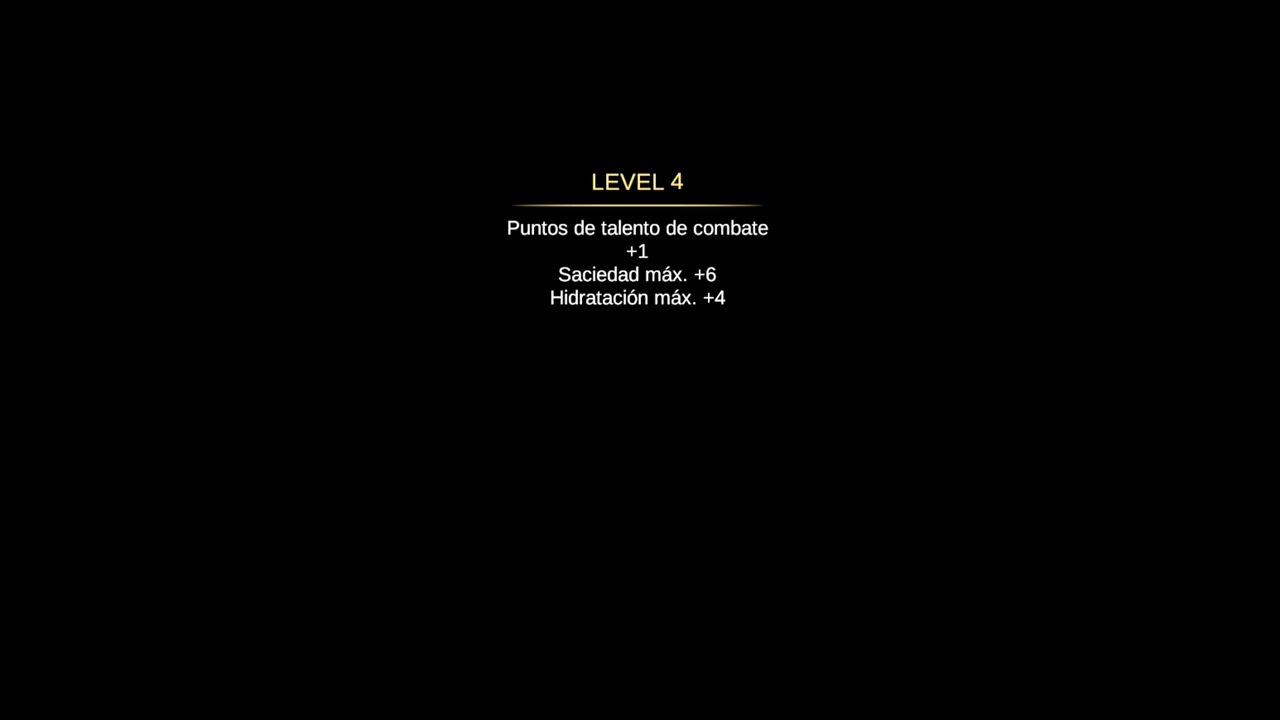 LEVEL 4
Puntos de talento de combate
+1
Saciedad máx. +6
Hidratación máx. +4